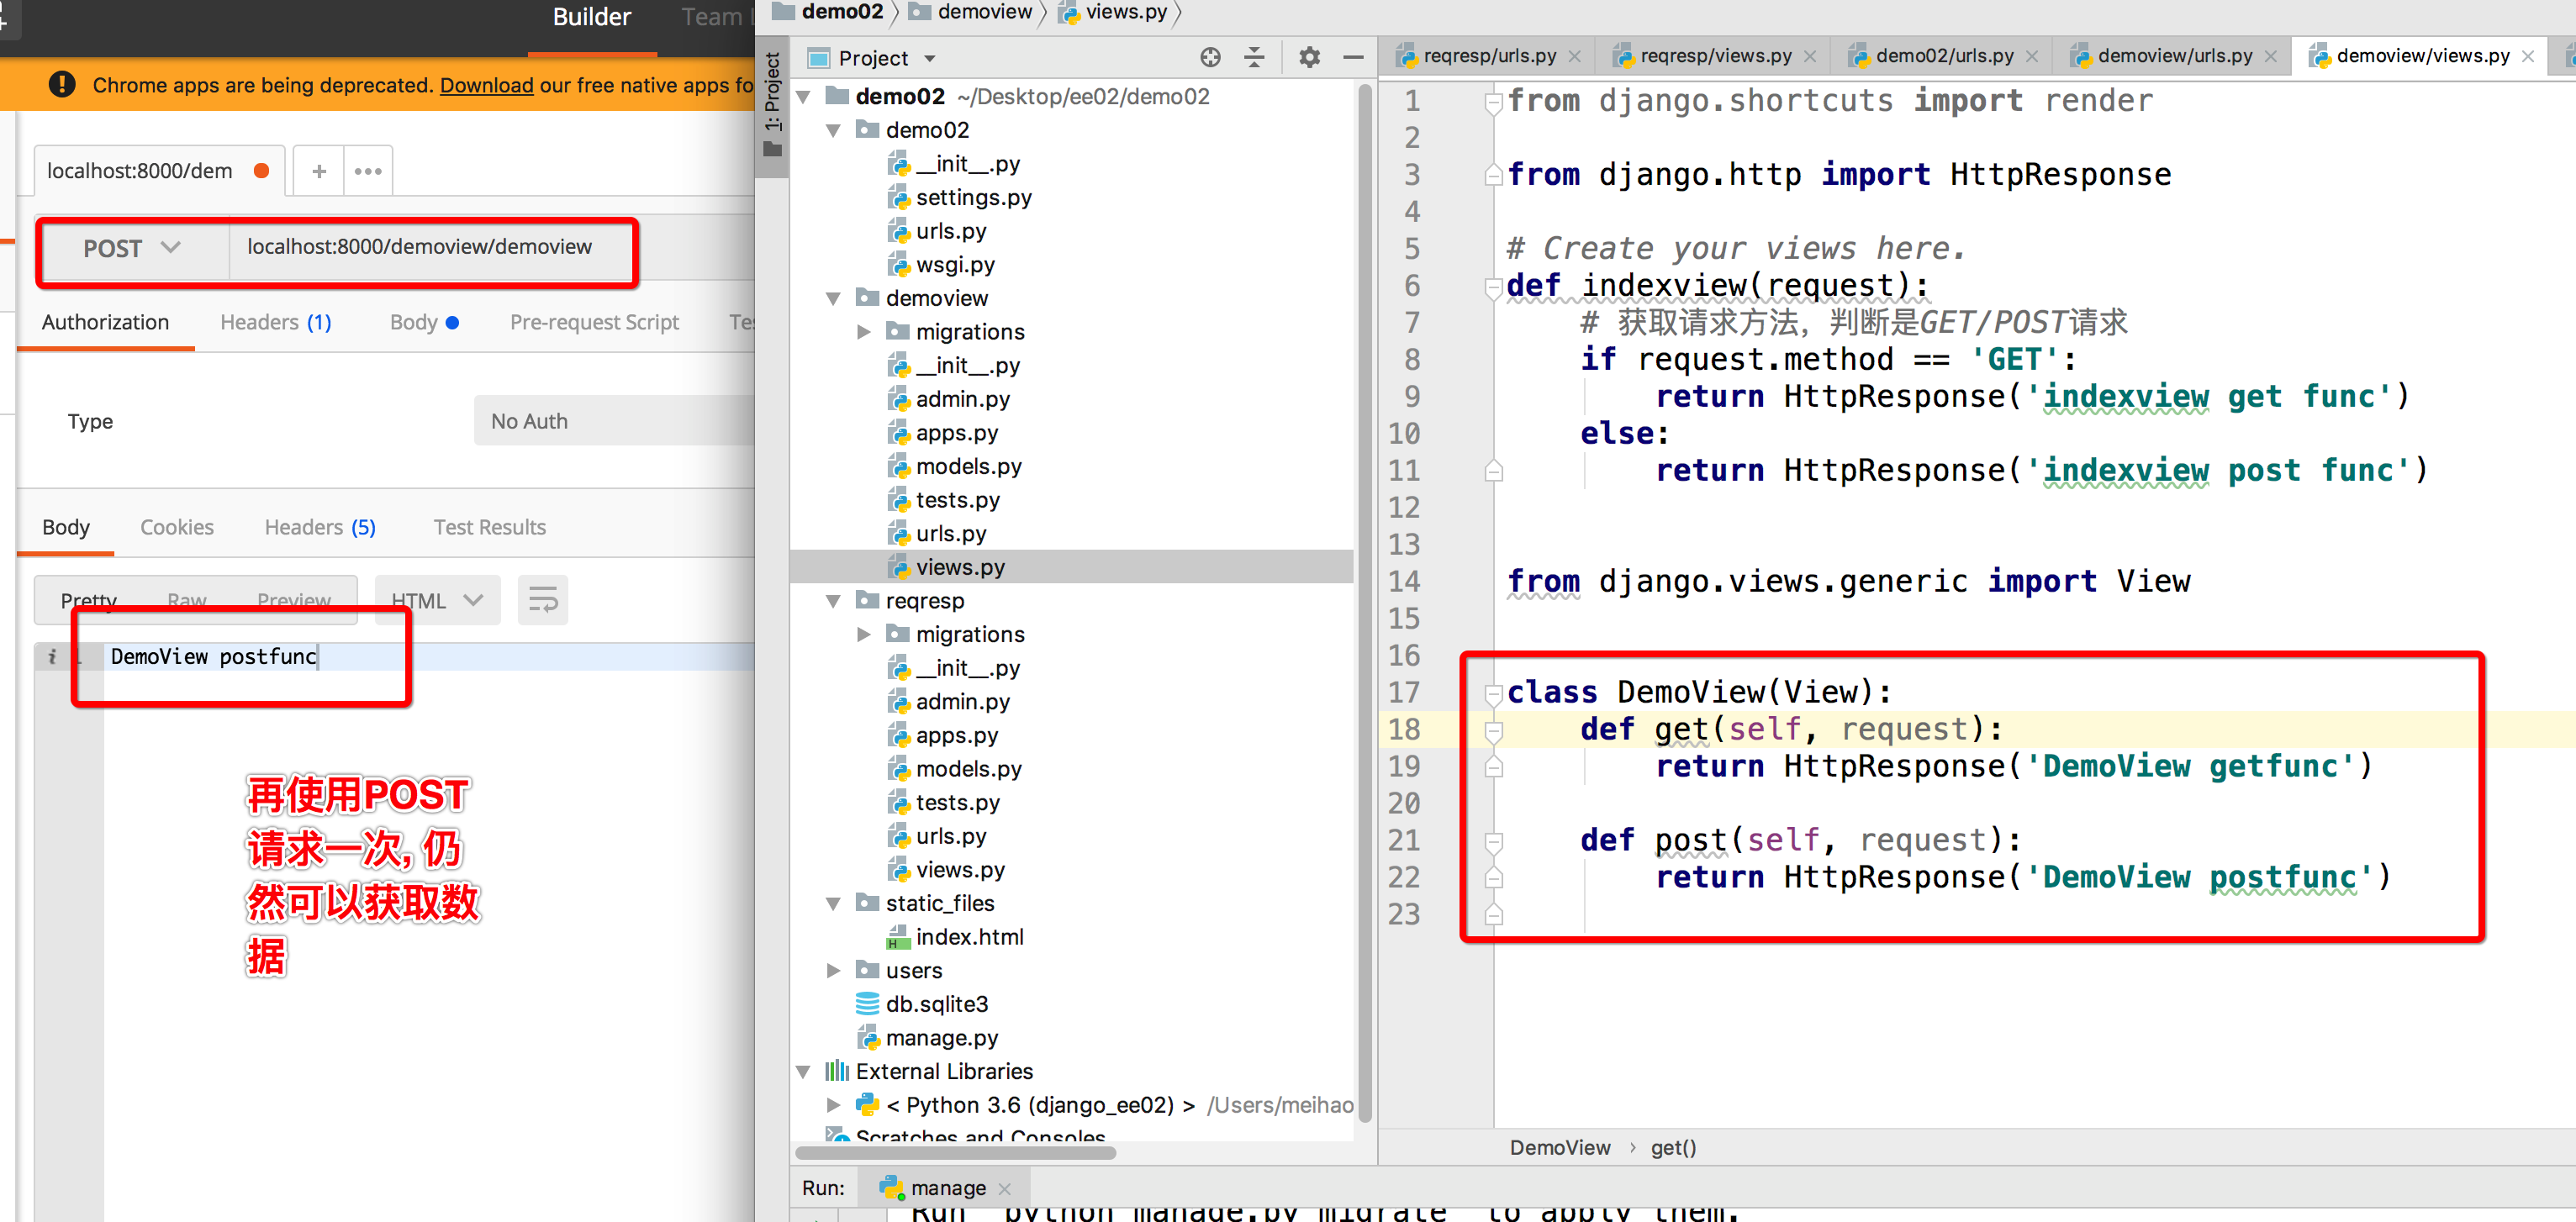 Builder
Team
Chrome apps are being deprecated. Download our free native apps fo
localhost:8000/dem
+
•••
POST
localhost:8000/demoview/demoview
Authorization
Headers (1)
Body
Pre-request Script
Type
No Auth
Body
Cookies
Headers (5)
Test Results
Pretty
Raw
Preview
HTML
DemoView postfunc
再使用POST
请求一次, 仍
然可以获取数
据
demo02
demoview
views.py
1: Project
Project
demo02 ~/Desktop/ee02/demo02
demo02
__init__.py
settings.py
urls.py
wsgi.py
demoview
migrations
__init__.py
admin.py
apps.py
models.py
tests.py
urls.py
views.py
reqresp
migrations
__init__.py
admin.py
apps.py
models.py
tests.py
urls.py
views.py
static_files
index.html
users
db.sqlite3
manage.py
External Libraries
< Python 3.6 (django_ee02) > /Users/meihao
Scratches and Consoles
reqresp/urls.py
reqresp/views.py
demo02/urls.py
demoview/urls.py
demoview/views.py
1 from django.shortcuts import render
2
3 from django.http import HttpResponse
4
5 # Create your views here.
6 def indexview(request):
7 # 获取请求方法，判断是GET/POST请求
8 if request.method == 'GET':
9 return HttpResponse('indexview get func')
10 else:
11 return HttpResponse('indexview post func')
12
13
14 from django.views.generic import View
15
16
17 class DemoView(View):
18 def get(self, request):
19 return HttpResponse('DemoView getfunc')
20
21 def post(self, request):
22 return HttpResponse('DemoView postfunc')
23
DemoView › get()
Run:
manage
Run 'python manage.py migrate' to apply them.